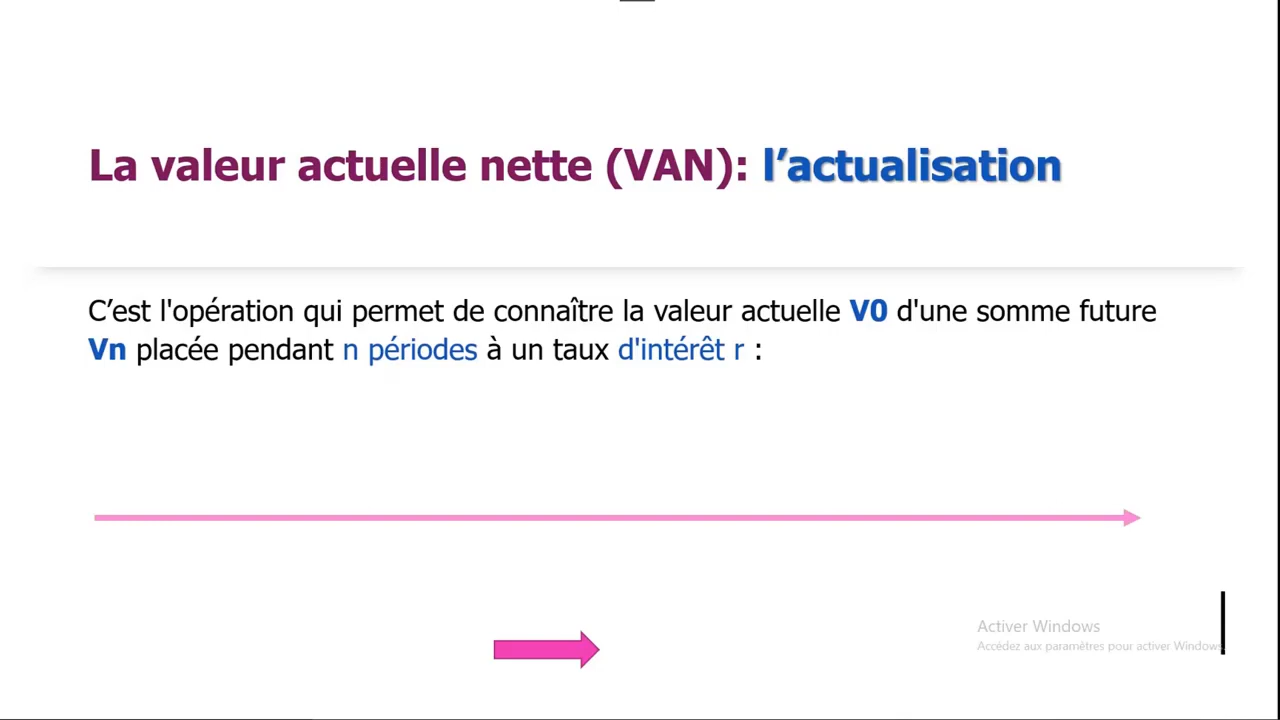 La valeur actuelle nette (VAN): l’actualisation
C’est l'opération qui permet de connaître la valeur actuelle V0 d'une somme future
Vn placée pendant n périodes à un taux d'intérêt r :
Activer Windows
Accédez aux paramètres pour activer Windows.